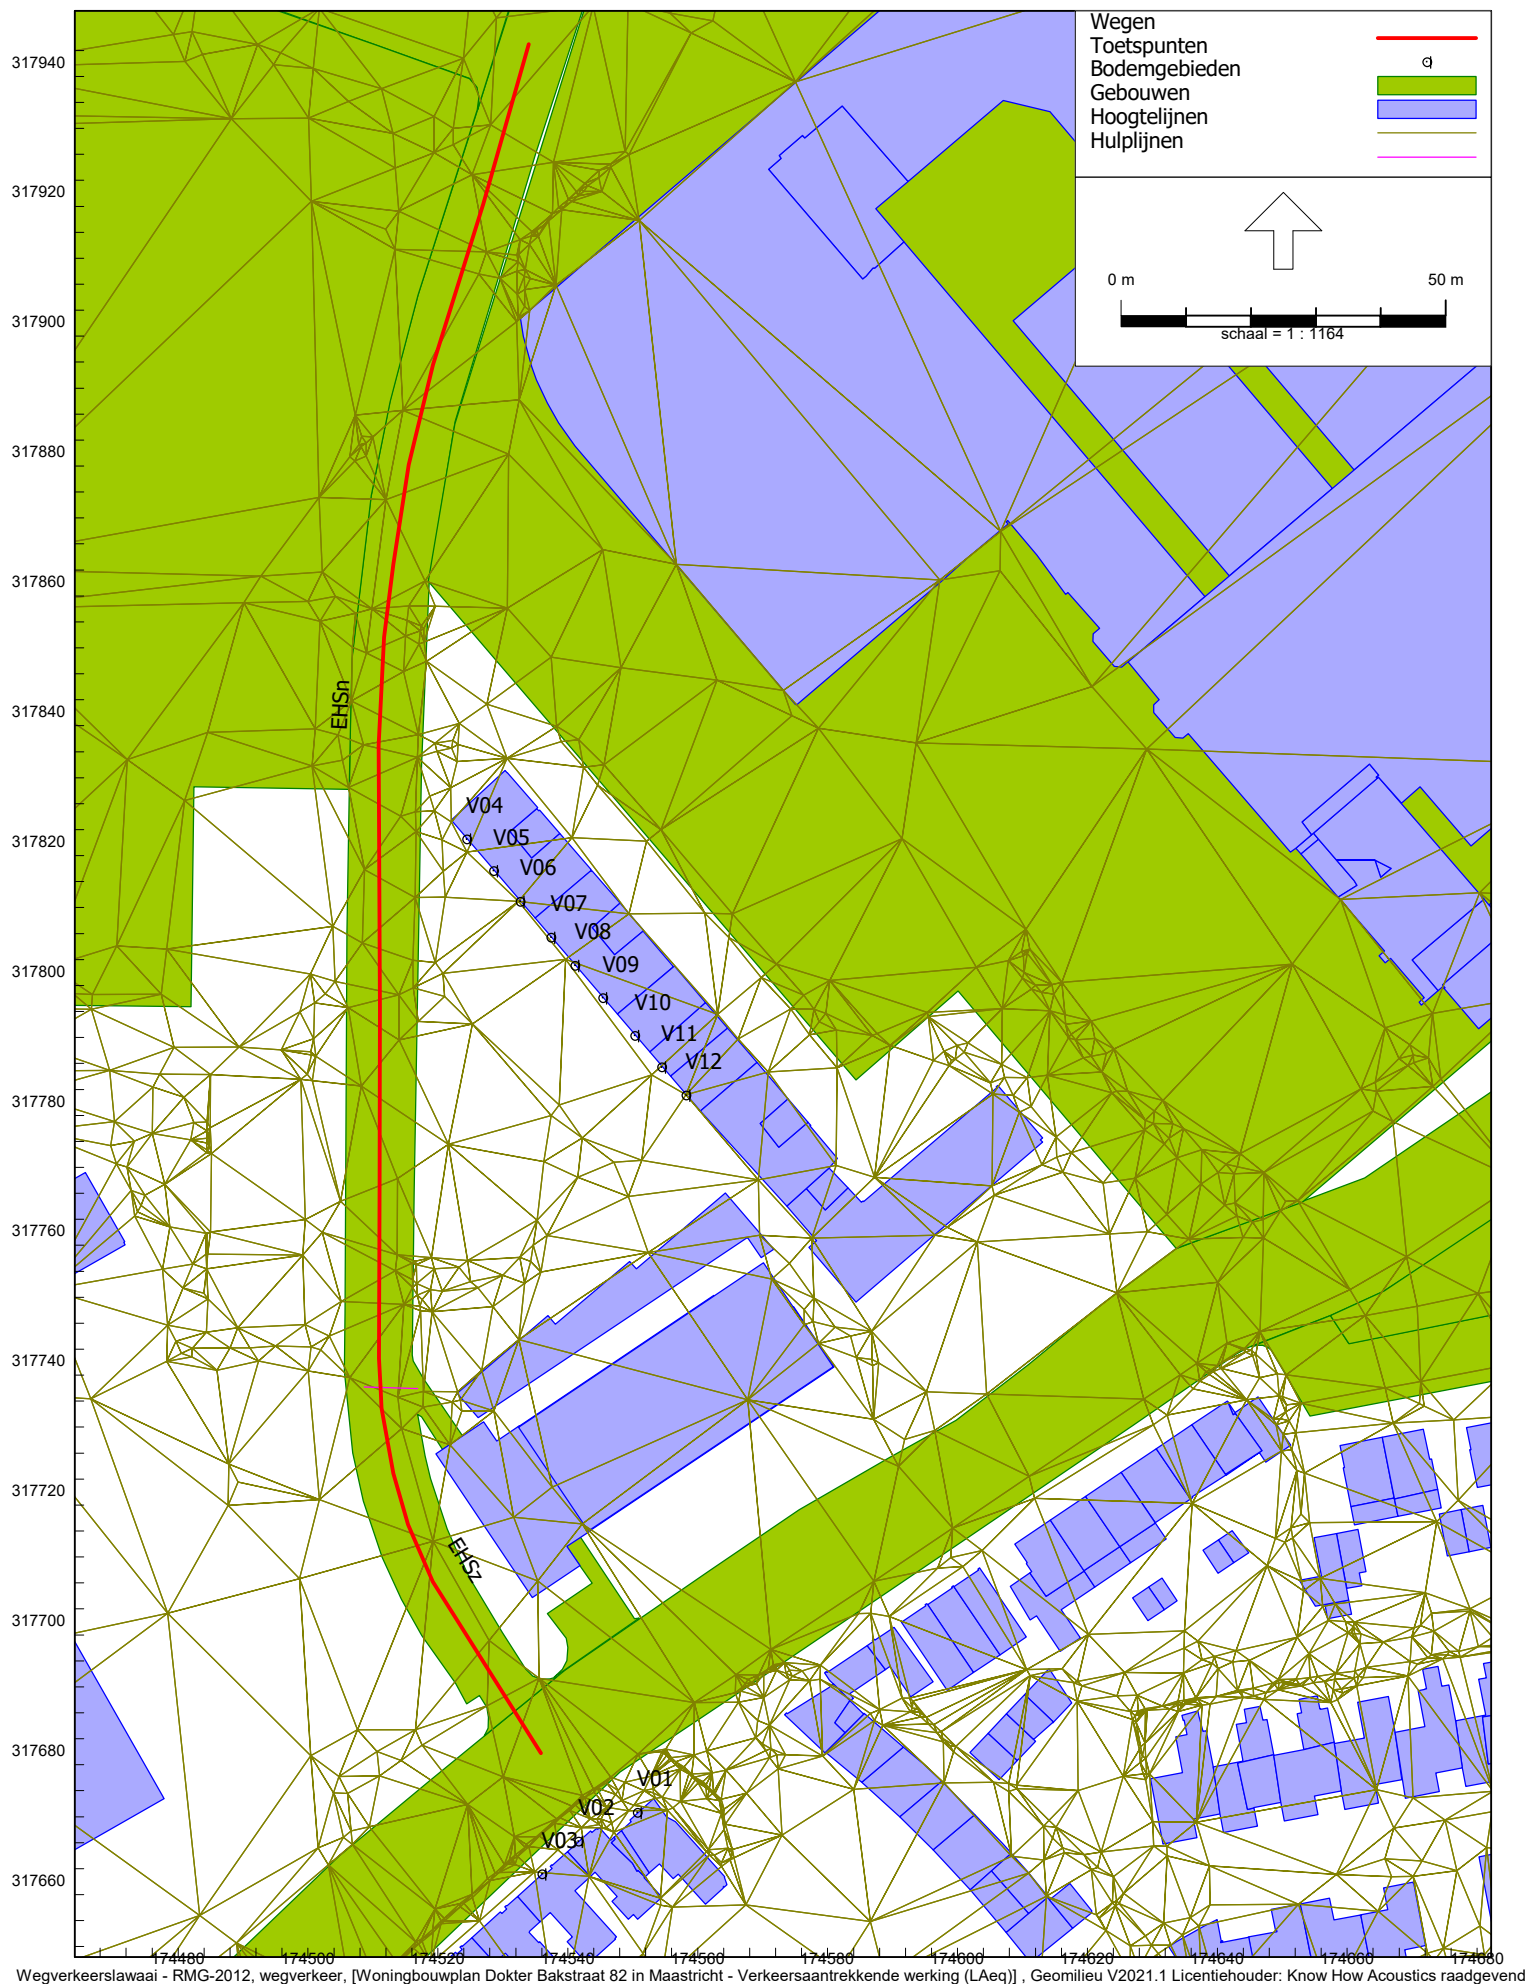 Wegen
Toetspunten
Bodemgebieden
Gebouwen
Hoogtelijnen
Hulplijnen
0 m 50 m
schaal = 1 : 1164
317940
317920
317900
317880
317860
317840
317820
317800
317780
317760
317740
317720
317700
317680
317660
EHSn
V04
V05
V06
V07
V08
V09
V10
V11
V12
EHSz
V01
V02
V03
174480 174500 174520 174540 174560 174580 174600 174620 174640 174660 174680
Wegverkeerslawaai - RMG-2012, wegverkeer, [Woningbouwplan Dokter Bakstraat 82 in Maastricht - Verkeersaantrekkende werking (LAeq)] , Geomilieu V2021.1 Licentiehouder: Know How Acoustics raadgevend